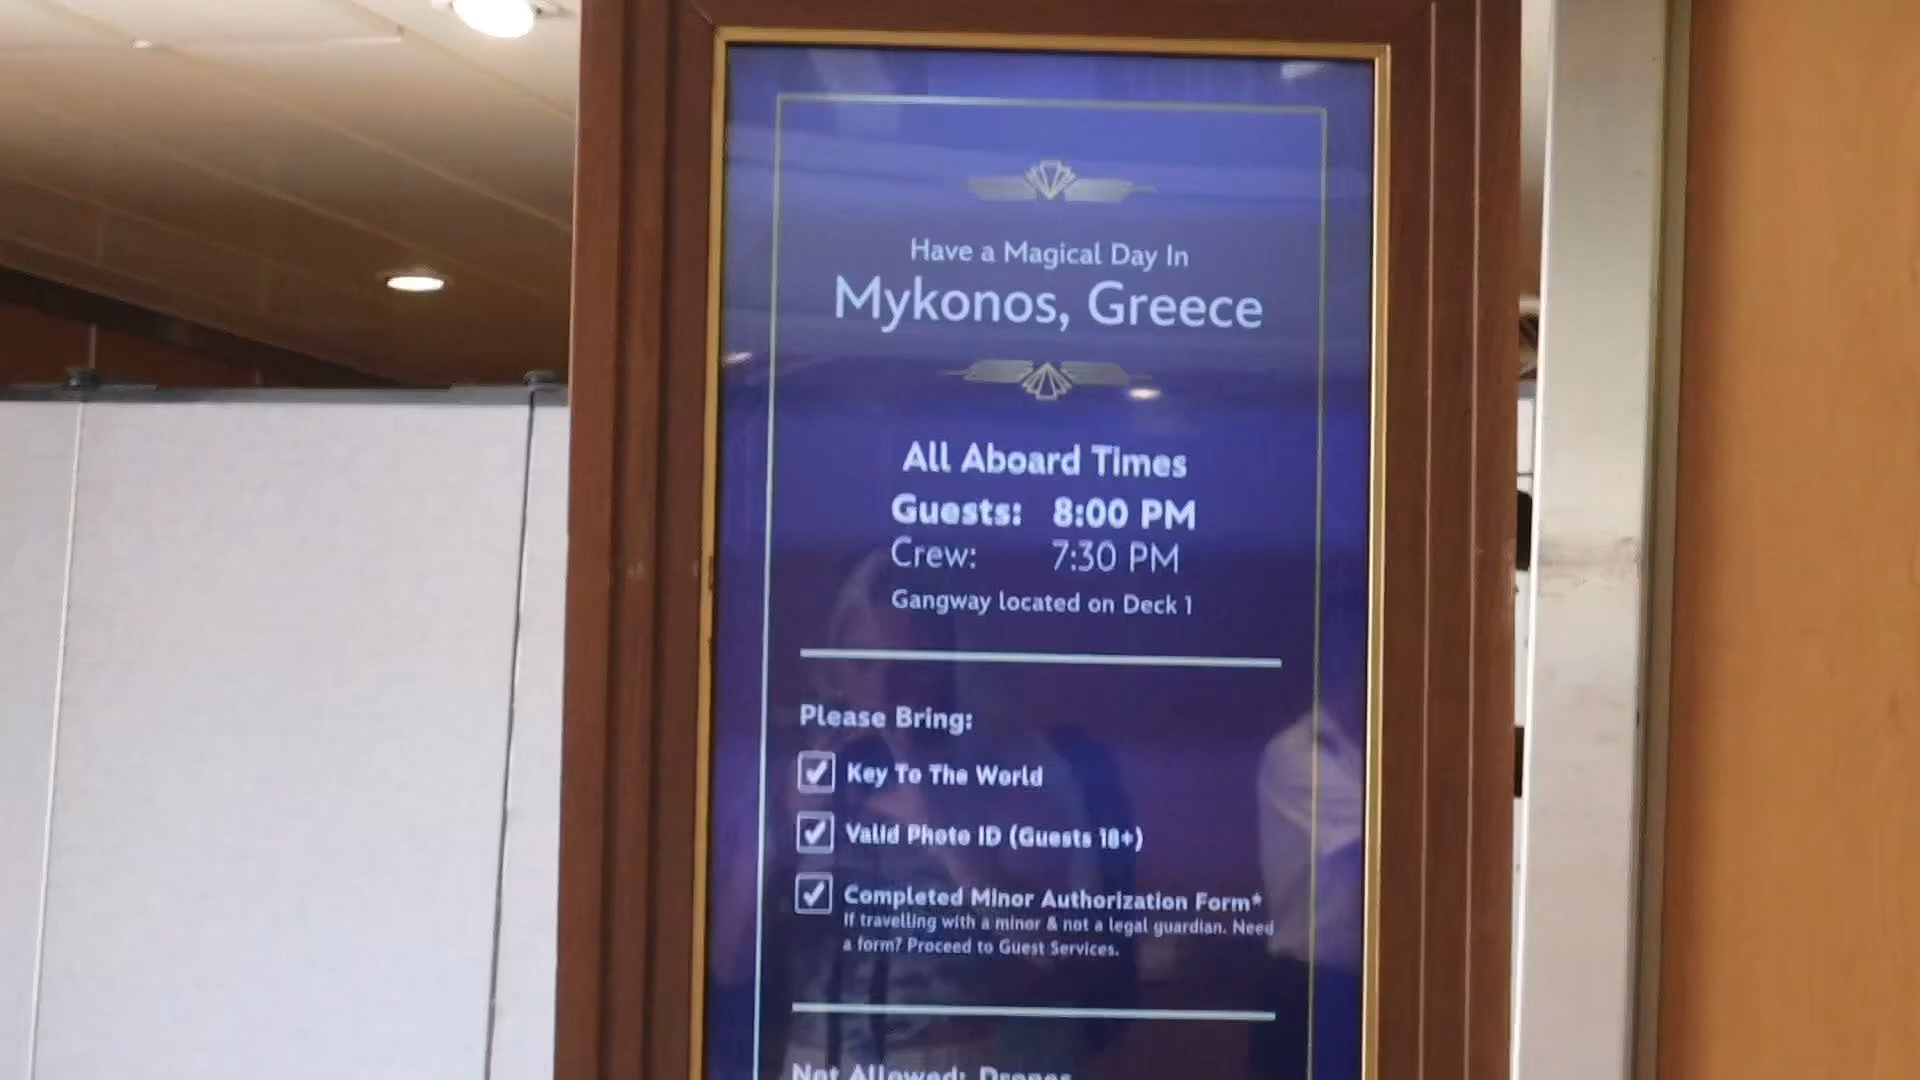 Have a Magical Day In
Mykonos, Greece
All Aboard Times
Guests: 8:00 PM
Crew: 7:30 PM
Gangway located on Deck 1
Please Bring:
Key To The World
Valid Photo ID (Guests 18+)
Completed Minor Authorization Form*
If travelling with a minor & not a legal guardian. Need
a form? Proceed to Guest Services.
Not Allowed: Drones